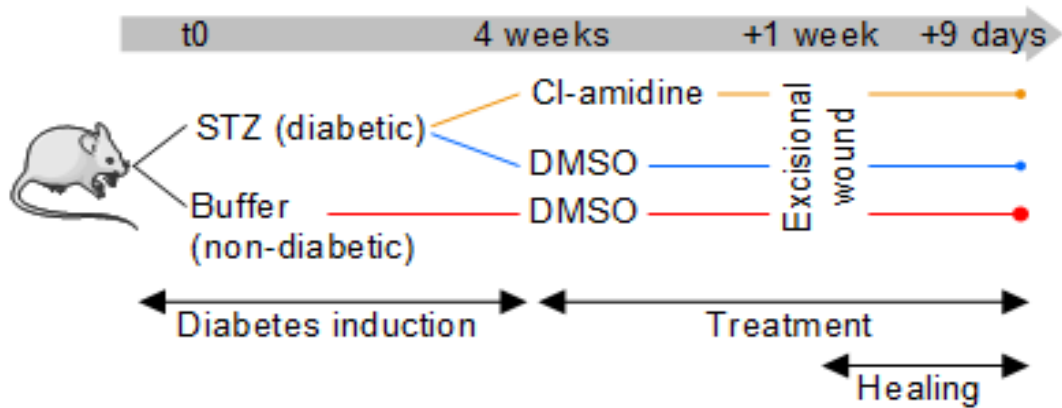 t0 4 weeks +1 week +9 days
Cl-amidine
STZ (diabetic)
DMSO
Buffer
(non-diabetic)
DMSO
Excisional
wound
Diabetes induction
Treatment
Healing